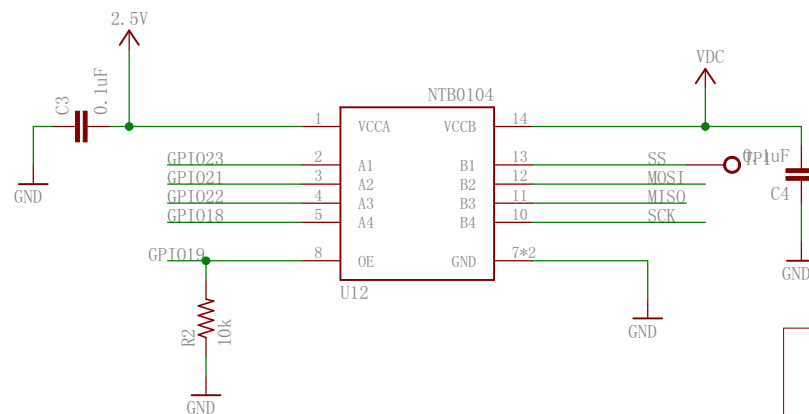 2.5V
VDC
C3
0.1uF
NTB0104
1
VCCA
VCCB
14
GPIO23
2
A1
B1
13
SS
TP1
0.1uF
GPIO21
3
A2
B2
12
MOSI
GPIO22
4
A3
B3
11
MISO
C4
GPIO18
5
A4
B4
10
SCK
GND
GPIO19
8
OE
GND
7*2
GND
U12
R2
10k
GND
GND